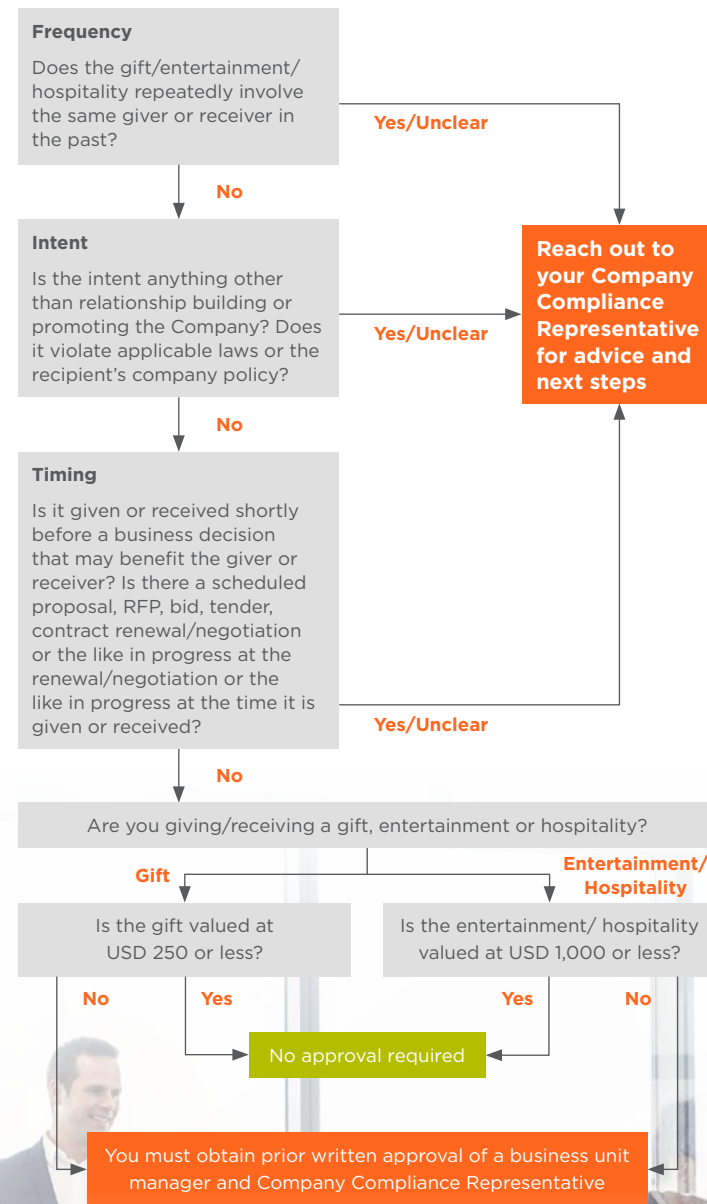 Frequency
Does the gift/entertainment/
hospitality repeatedly involve
the same giver or receiver in
the past?
Yes/Unclear
No
Intent
Is the intent anything other
than relationship building or
promoting the Company? Does
it violate applicable laws or the
recipient's company policy?
Yes/Unclear
Reach out to
your Company
Compliance
Representative
for advice and
next steps
No
Timing
Is it given or received shortly
before a business decision
that may benefit the giver or
receiver? Is there a scheduled
proposal, RFP, bid, tender,
contract renewal/negotiation
or the like in progress at the
renewal/negotiation or the
like in progress at the time it is
given or received?
Yes/Unclear
No
Are you giving/receiving a gift, entertainment or hospitality?
Gift
Entertainment/
Hospitality
Is the gift valued at
USD 250 or less?
Is the entertainment/ hospitality
valued at USD 1,000 or less?
No
Yes
Yes
No
No approval required
You must obtain prior written approval of a business unit
manager and Company Compliance Representative